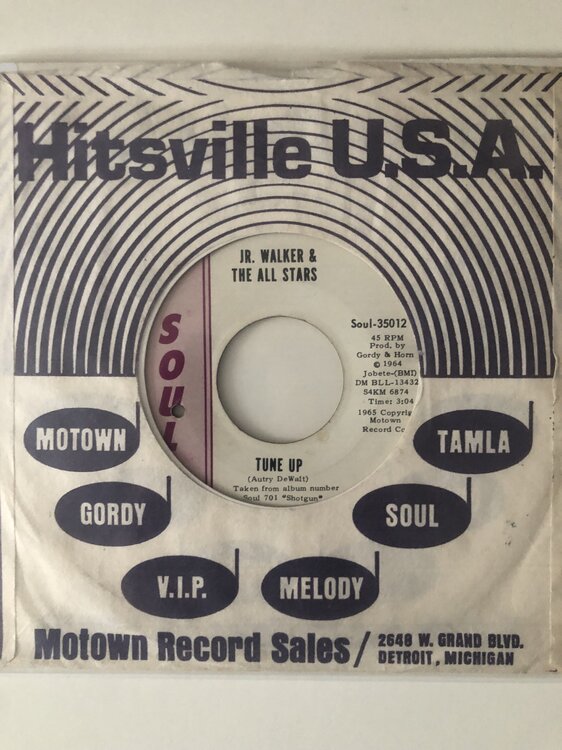 Hitsville U.S.A.
JR. WALKER &
THE ALL STARS
SOUL
Soul-35012
45 RPM
Prod. by
Gordy & Horn
© 1964
Jobete-(BMI)
DM BLL-13432
S4KM 6874
Timer 3:04
1965 Copyrig
Motown
Record Co
TUNE UP
(Autry DeWalt)
Taken from album number
Soul 701 "Shotgun"
MOTOWN
TAMLA
GORDY
SOUL
V.I.P.
MELODY
Motown Record Sales/
2648 W. GRAND BLVD.
DETROIT, MICHIGAN